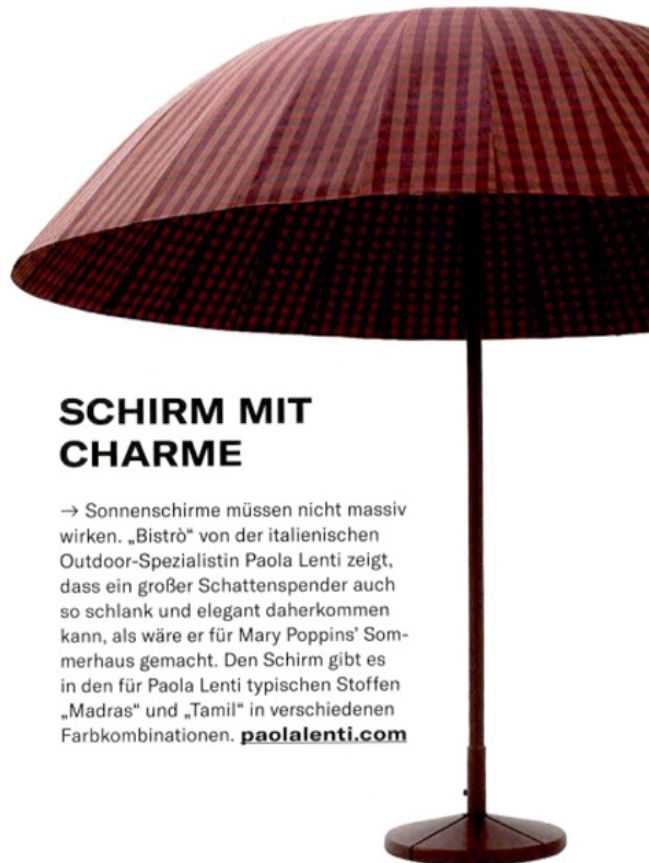 SCHIRM MIT
CHARME
→ Sonnenschirme müssen nicht massiv
wirken. „Bistrò“ von der italienischen
Outdoor-Spezialistin Paola Lenti zeigt,
dass ein großer Schattenspender auch
so schlank und elegant daherkommen
kann, als wäre er für Mary Poppins’ Som-
merhaus gemacht. Den Schirm gibt es
in den für Paola Lenti typischen Stoffen
„Madras“ und „Tamil“ in verschiedenen
Farbkombinationen. paolalenti.com